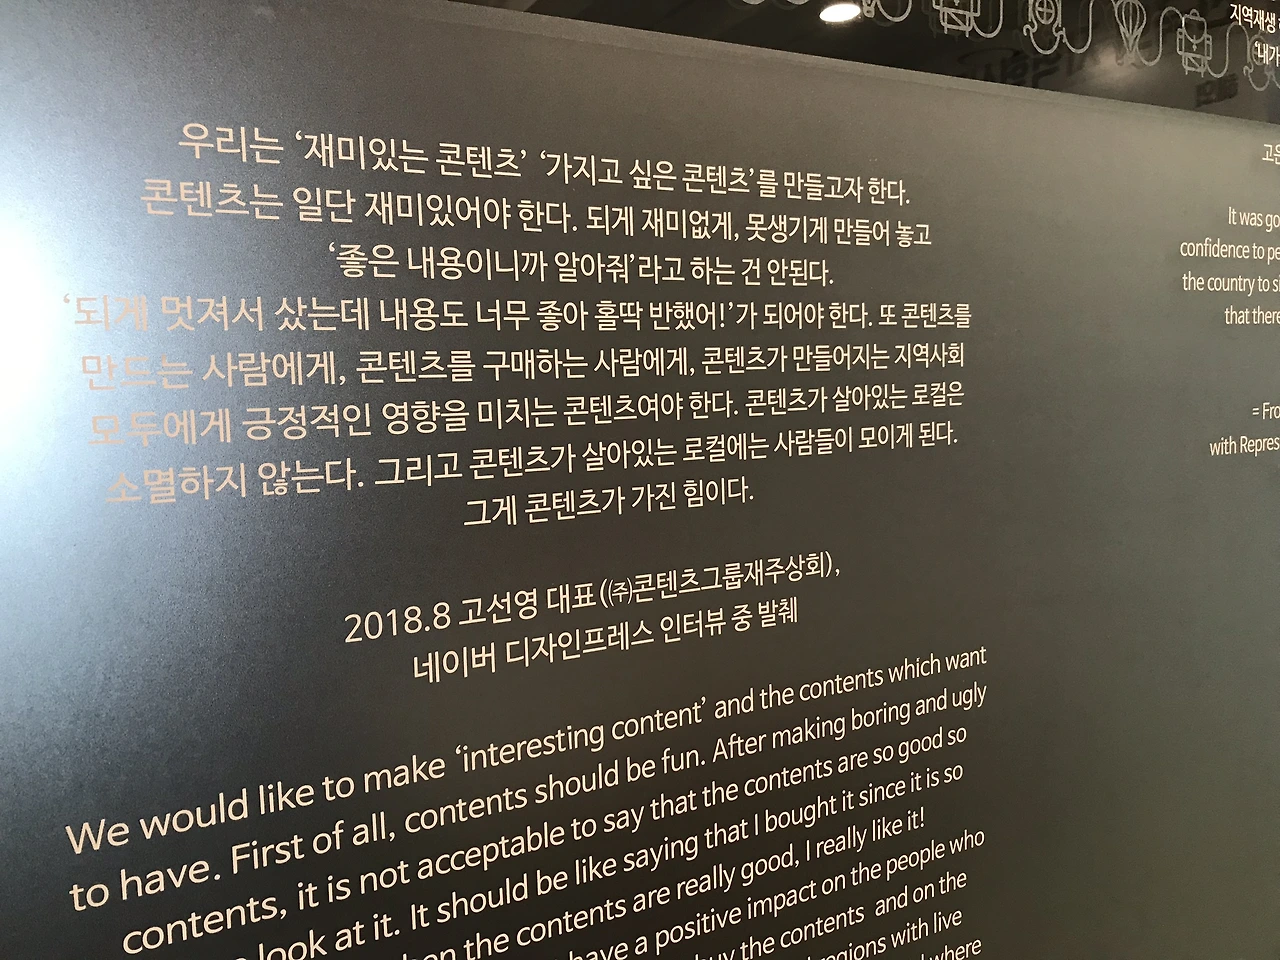 우리는 ‘재미있는 콘텐츠’ ‘가지고 싶은 콘텐츠’를 만들고자 한다.
콘텐츠는 일단 재미있어야 한다. 되게 재미없게, 못생기게 만들어 놓고
‘좋은 내용이니까 알아줘’라고 하는 건 안된다.
‘되게 멋져서 샀는데 내용도 너무 좋아 홀딱 반했어!’가 되어야 한다. 또 콘텐츠를
만드는 사람에게, 콘텐츠를 구매하는 사람에게, 콘텐츠가 만들어지는 지역사회
모두에게 긍정적인 영향을 미치는 콘텐츠여야 한다. 콘텐츠가 살아있는 로컬은
소멸하지 않는다. 그리고 콘텐츠가 살아있는 로컬에는 사람들이 모이게 된다.
그게 콘텐츠가 가진 힘이다.
2018.8 고선영 대표(㈜콘텐츠그룹재주상회),
네이버 디자인프레스 인터뷰 중 발췌
We would like to make ‘interesting content’ and the contents which want
to have. First of all, contents should be fun. After making boring and ugly
contents, it is not acceptable to say that the contents are so good so
look at it. It should be like saying that I bought it since it is so
the contents are really good, I really like it!
have a positive impact on the people who
buy the contents and on the
regions with live
where
지역재생
‘내가
고은
It was go
confidence to pe
the country to s
that there
= Fro
with Repres